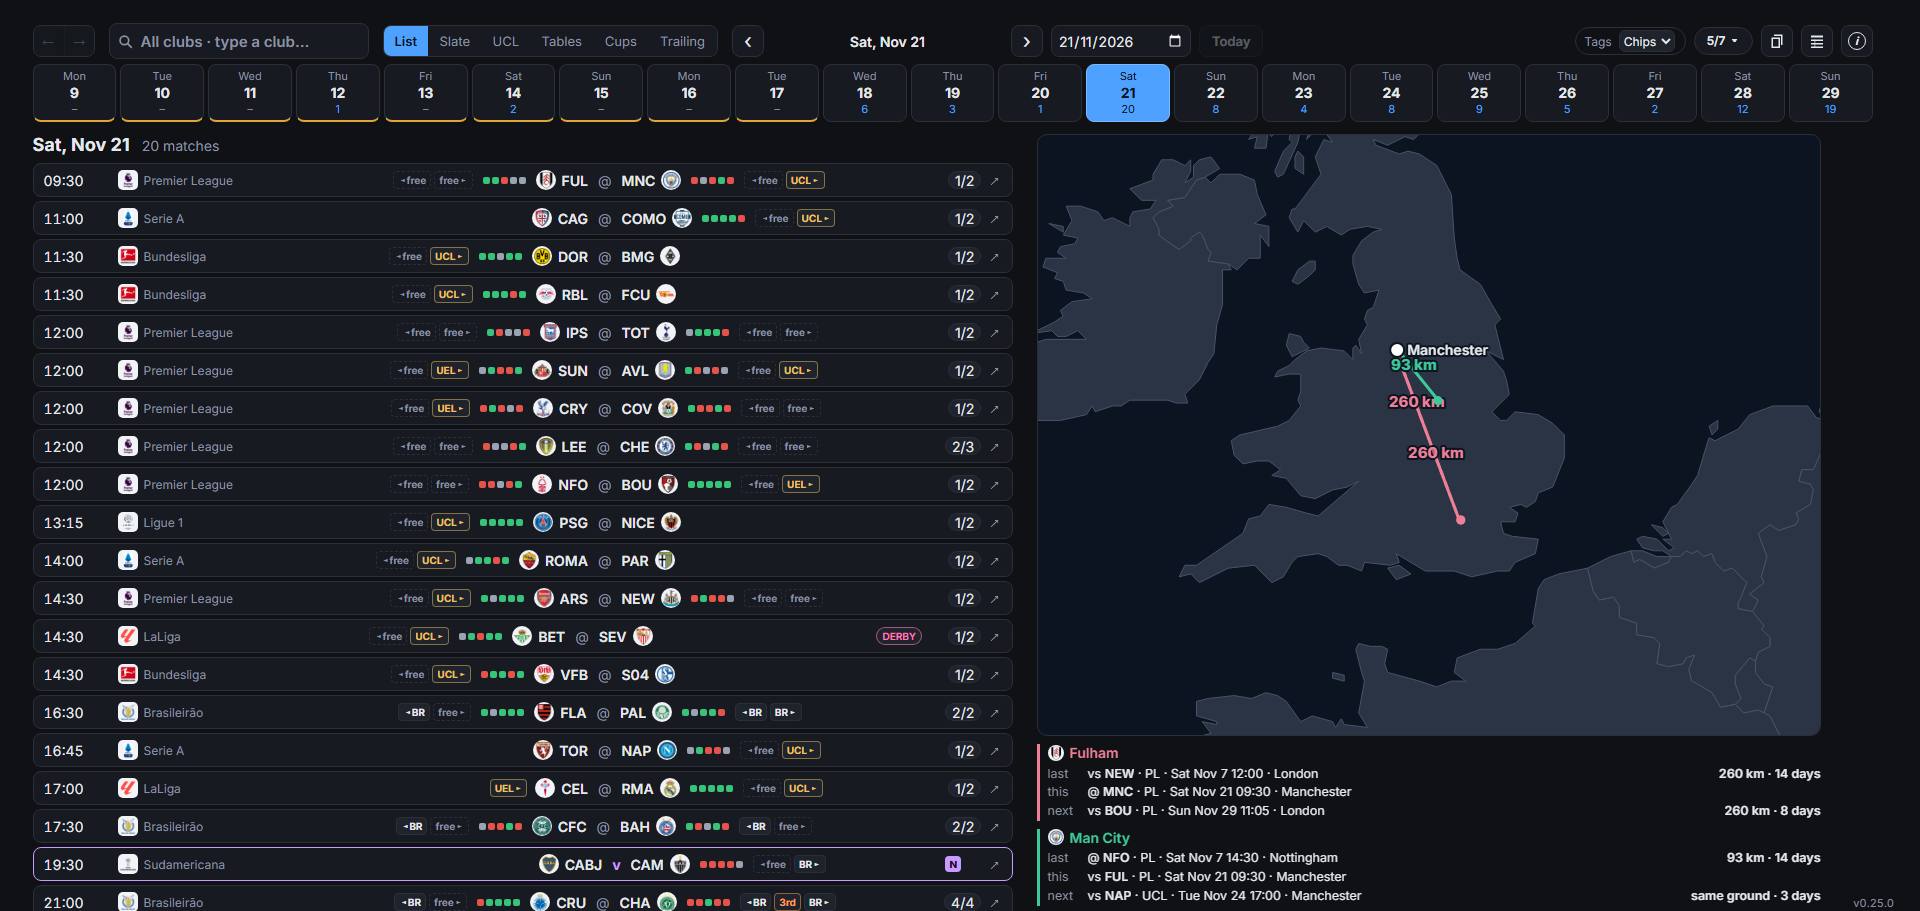 ← → All clubs · type a club... List Slate UCL Tables Cups Trailing ‹ Sat, Nov 21 › 21/11/2026 Today Tags Chips 5/7
Mon Tue Wed Thu Fri Sat Sun Mon Tue Wed Thu Fri Sat Sun Mon Tue Wed Thu Fri Sat Sun
9 10 11 12 13 14 15 16 17 18 19 20 21 22 23 24 25 26 27 28 29
– – – 1 – 2 – – – 6 3 1 20 8 4 8 9 5 2 12 19
Sat, Nov 21 20 matches
09:30 Premier League free free FUL @ MNC free UCL 1/2 ↗
11:00 Serie A CAG @ COMO free UCL 1/2 ↗
11:30 Bundesliga free UCL DOR @ BMG 1/2 ↗
11:30 Bundesliga free UCL RBL @ FCU 1/2 ↗
12:00 Premier League free free IPS @ TOT free free 1/2 ↗
12:00 Premier League free UEL SUN @ AVL free UCL 1/2 ↗
12:00 Premier League free UEL CRY @ COV free free 1/2 ↗
12:00 Premier League free free LEE @ CHE free free 2/3 ↗
12:00 Premier League free free NFO @ BOU free UEL 1/2 ↗
13:15 Ligue 1 free UCL PSG @ NICE 1/2 ↗
14:00 Serie A free UCL ROMA @ PAR 1/2 ↗
14:30 Premier League free UCL ARS @ NEW free free 1/2 ↗
14:30 LaLiga free UCL BET @ SEV DERBY 1/2 ↗
14:30 Bundesliga free UCL VFB @ S04 1/2 ↗
16:30 Brasileirão BR free FLA @ PAL BR BR 2/2 ↗
16:45 Serie A TOR @ NAP free UCL 1/2 ↗
17:00 LaLiga UEL CEL @ RMA free UCL 1/2 ↗
17:30 Brasileirão BR free CFC @ BAH BR free 2/2 ↗
19:30 Sudamericana CABJ v CAM free BR N ↗
21:00 Brasileirão BR free CRU @ CHA BR 3rd BR 4/4 ↗
Manchester
93 km
260 km
260 km
Fulham
last vs NEW · PL · Sat Nov 7 12:00 · London 260 km · 14 days
this @ MNC · PL · Sat Nov 21 09:30 · Manchester
next vs BOU · PL · Sun Nov 29 11:05 · London 260 km · 8 days
Man City
last @ NFO · PL · Sat Nov 7 14:30 · Nottingham 93 km · 14 days
this vs FUL · PL · Sat Nov 21 09:30 · Manchester
next vs NAP · UCL · Tue Nov 24 17:00 · Manchester same ground · 3 days
v0.25.0